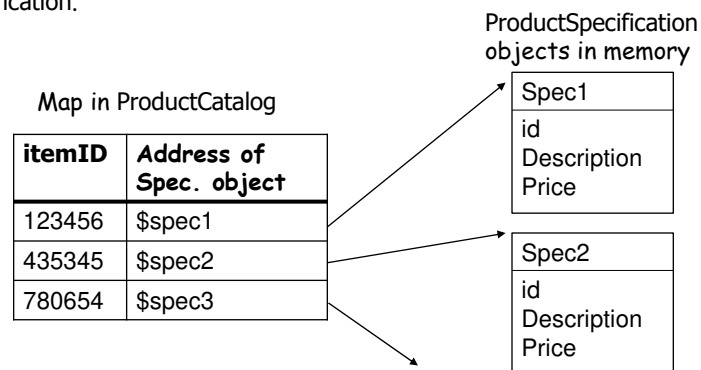 ProductSpecification
objects in memory
Map in ProductCatalog
itemID Address of
Spec. object
123456 $spec1
435345 $spec2
780654 $spec3
Spec1
id
Description
Price
Spec2
id
Description
Price